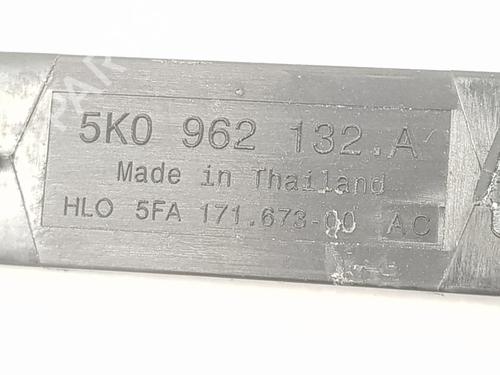 5K0 962 132.A
Made in Thailand
HLO 5FA 171.673-00 AC